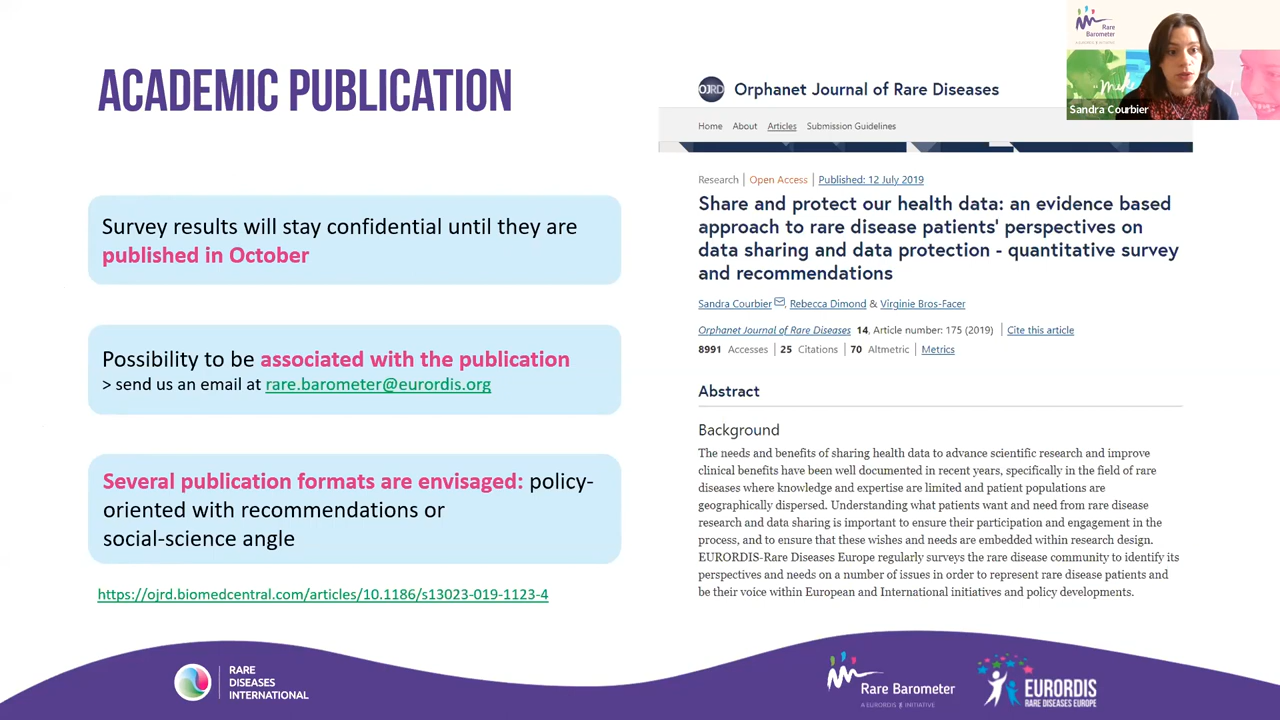 ACADEMIC PUBLICATION
Survey results will stay confidential until they are
published in October
Possibility to be associated with the publication
> send us an email at rare.barometer@eurordis.org
Several publication formats are envisaged: policy-
oriented with recommendations or
social-science angle
https://ojrd.biomedcentral.com/articles/10.1186/s13023-019-1123-4
OJRD
Orphanet Journal of Rare Diseases
Home About Articles Submission Guidelines
Research | Open Access | Published: 12 July 2019
Share and protect our health data: an evidence based
approach to rare disease patients' perspectives on
data sharing and data protection - quantitative survey
and recommendations
Sandra Courbier, Rebecca Dimond & Virginie Bros-Facer
Orphanet Journal of Rare Diseases 14, Article number: 175 (2019) | Cite this article
8991 Accesses | 25 Citations | 70 Altmetric | Metrics
Abstract
Background
The needs and benefits of sharing health data to advance scientific research and improve
clinical benefits have been well documented in recent years, specifically in the field of rare
diseases where knowledge and expertise are limited and patient populations are
geographically dispersed. Understanding what patients want and need from rare disease
research and data sharing is important to ensure their participation and engagement in the
process, and to ensure that these wishes and needs are embedded within research design.
EURORDIS-Rare Diseases Europe regularly surveys the rare disease community to identify its
perspectives and needs on a number of issues in order to represent rare disease patients and
be their voice within European and International initiatives and policy developments.
Rare
Barometer
Sandra Courbier
RARE
DISEASES
INTERNATIONAL
Rare Barometer
A EURORDIS INITIATIVE
EURORDIS
RARE DISEASES EUROPE